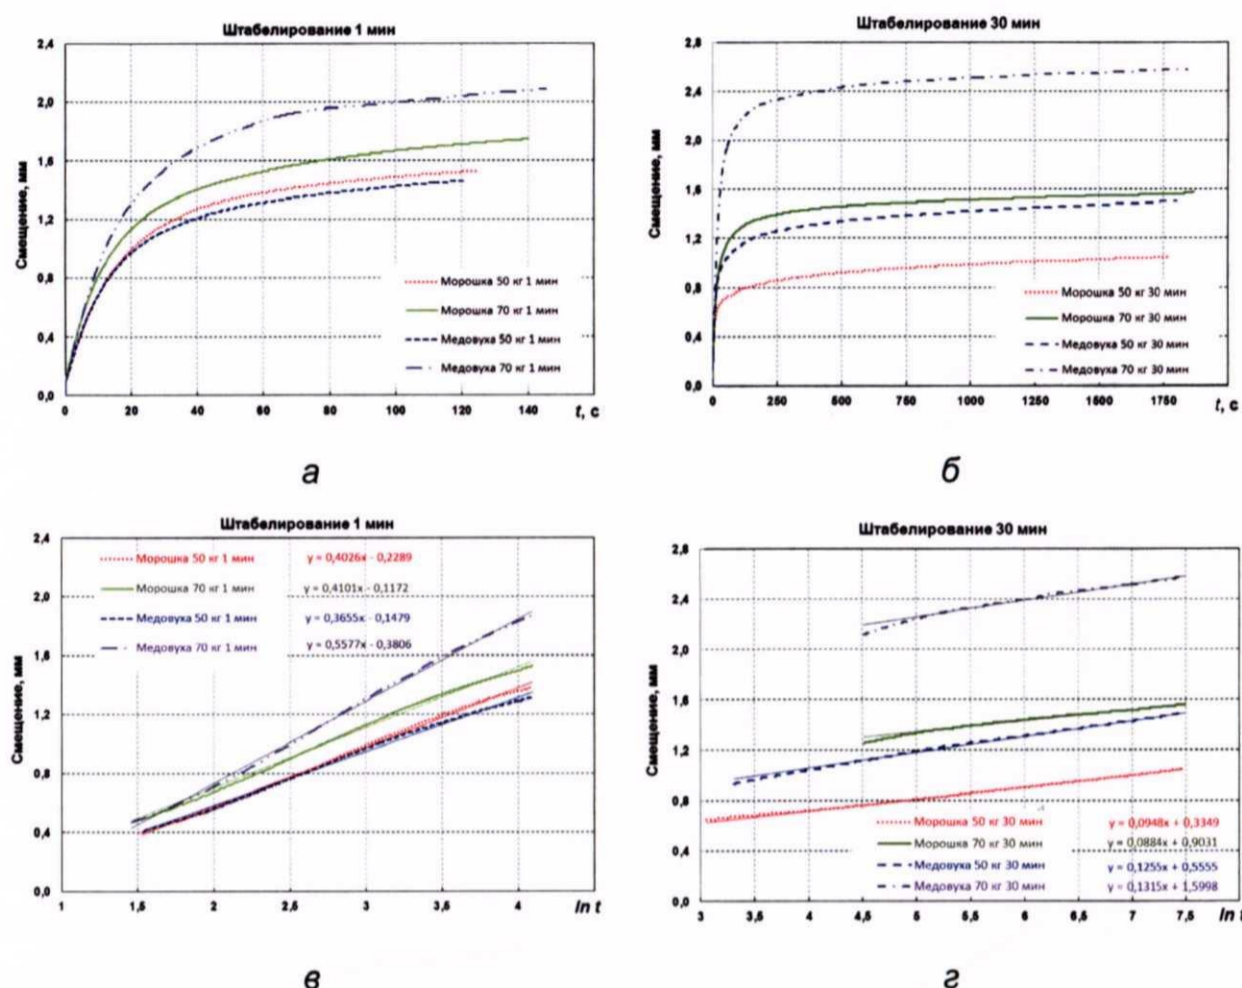 Штабелирование 1 мин
Смещение, мм
2,4
2,0
1,6
1,2
0,8
0,4
0,0
Морошка 50 кг 1 мин
Морошка 70 кг 1 мин
Медовуха 50 кг 1 мин
Медовуха 70 кг 1 мин
0 20 40 60 80 100 120 140 t, с
а
Штабелирование 30 мин
Смещение, мм
2,8
2,4
2,0
1,6
1,2
0,8
0,4
0,0
Морошка 50 кг 30 мин
Морошка 70 кг 30 мин
Медовуха 50 кг 30 мин
Медовуха 70 кг 30 мин
0 250 500 750 1000 1250 1500 1750 t, с
б
Штабелирование 1 мин
Смещение, мм
2,4
2,0
1,6
1,2
0,8
0,4
0,0
Морошка 50 кг 1 мин y = 0,4026x - 0,2289
Морошка 70 кг 1 мин y = 0,4101x - 0,1172
Медовуха 50 кг 1 мин y = 0,3655x - 0,1479
Медовуха 70 кг 1 мин y = 0,5577x - 0,3806
1 1,5 2 2,5 3 3,5 4 ln t
в
Штабелирование 30 мин
Смещение, мм
2,8
2,4
2,0
1,6
1,2
0,8
0,4
0,0
Морошка 50 кг 30 мин y = 0,0948x + 0,3349
Морошка 70 кг 30 мин y = 0,0884x + 0,9031
Медовуха 50 кг 30 мин y = 0,1255x + 0,5555
Медовуха 70 кг 30 мин y = 0,1315x + 1,5998
3 3,5 4 4,5 5 5,5 6 6,5 7 7,5 ln t
г